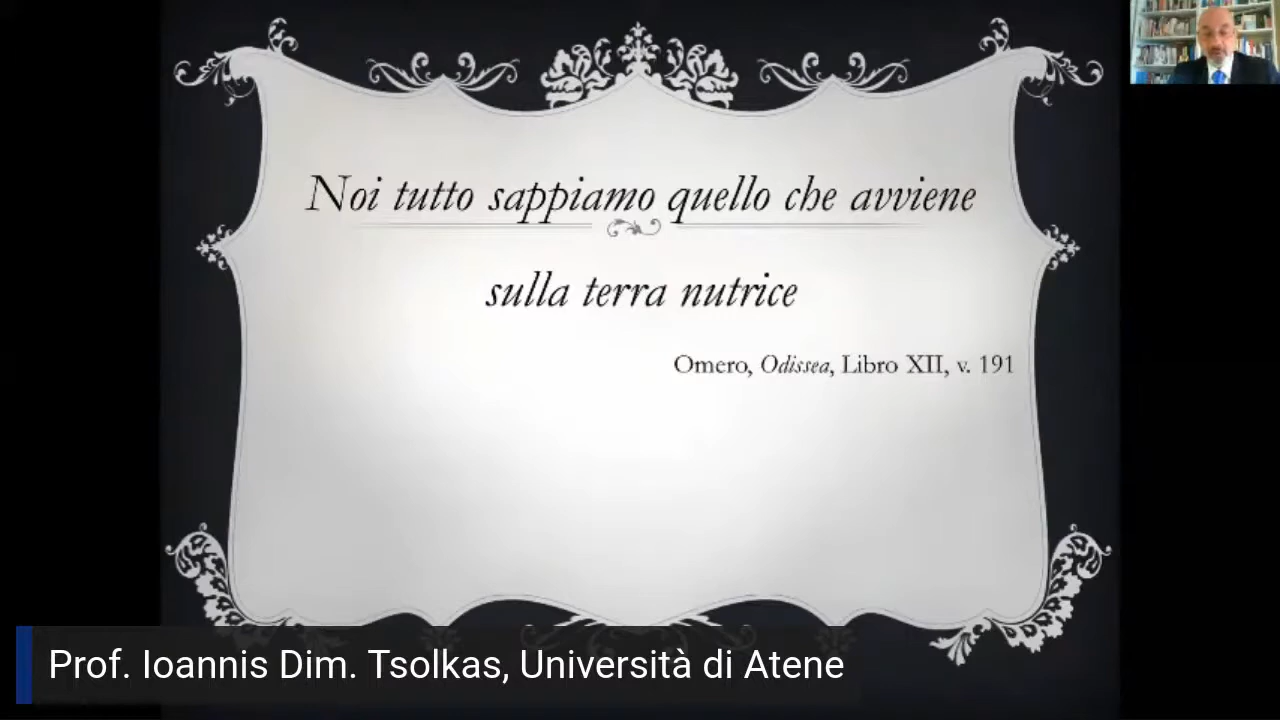 Noi tutto sappiamo quello che avviene
sulla terra nutrice
Omero, Odissea, Libro XII, v. 191
Prof. Ioannis Dim. Tsolkas, Università di Atene